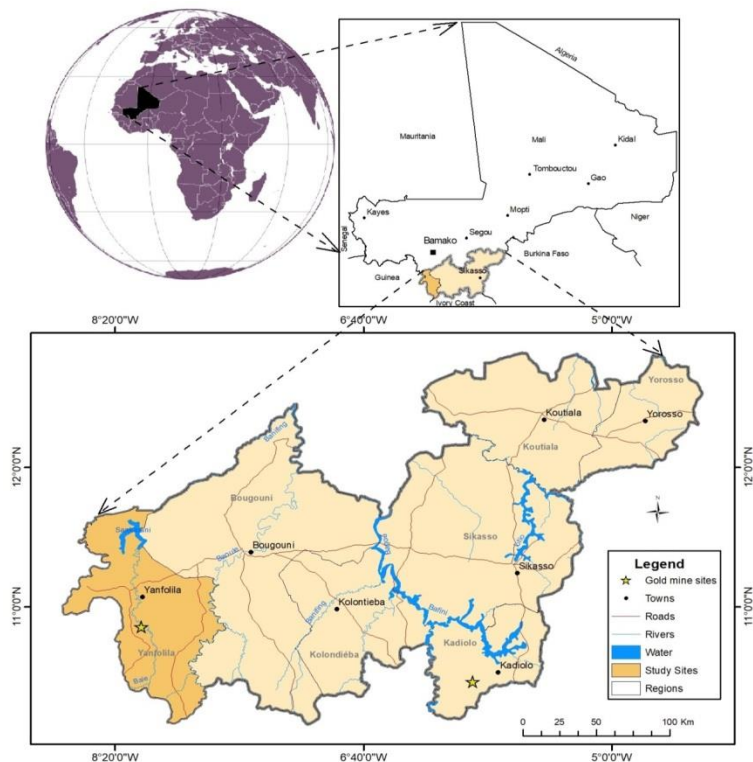 Algeria
Mauritania
Mali
Kidal
Tombouctou
Gao
Kayes
Mopti
Niger
Segou
Senegal
Bamako
Burkina Faso
Guinea
Sikasso
Ivory Coast
8°20'0"W
6°40'0"W
5°0'0"W
Yorosso
Koutiala
Yorosso
Koutiala
12°0'0"N
12°0'0"N
Bougouni
Sikasso
Bougouni
Sikasso
N
Legend
Gold mine sites
Towns
Roads
Rivers
Water
Study Sites
Regions
Yanfolila
11°0'0"N
11°0'0"N
Kolontieba
Kadiolo
Yanfolila
Kolondiéba
Kadiolo
Bale
0 25 50 100 Km
8°20'0"W
6°40'0"W
5°0'0"W